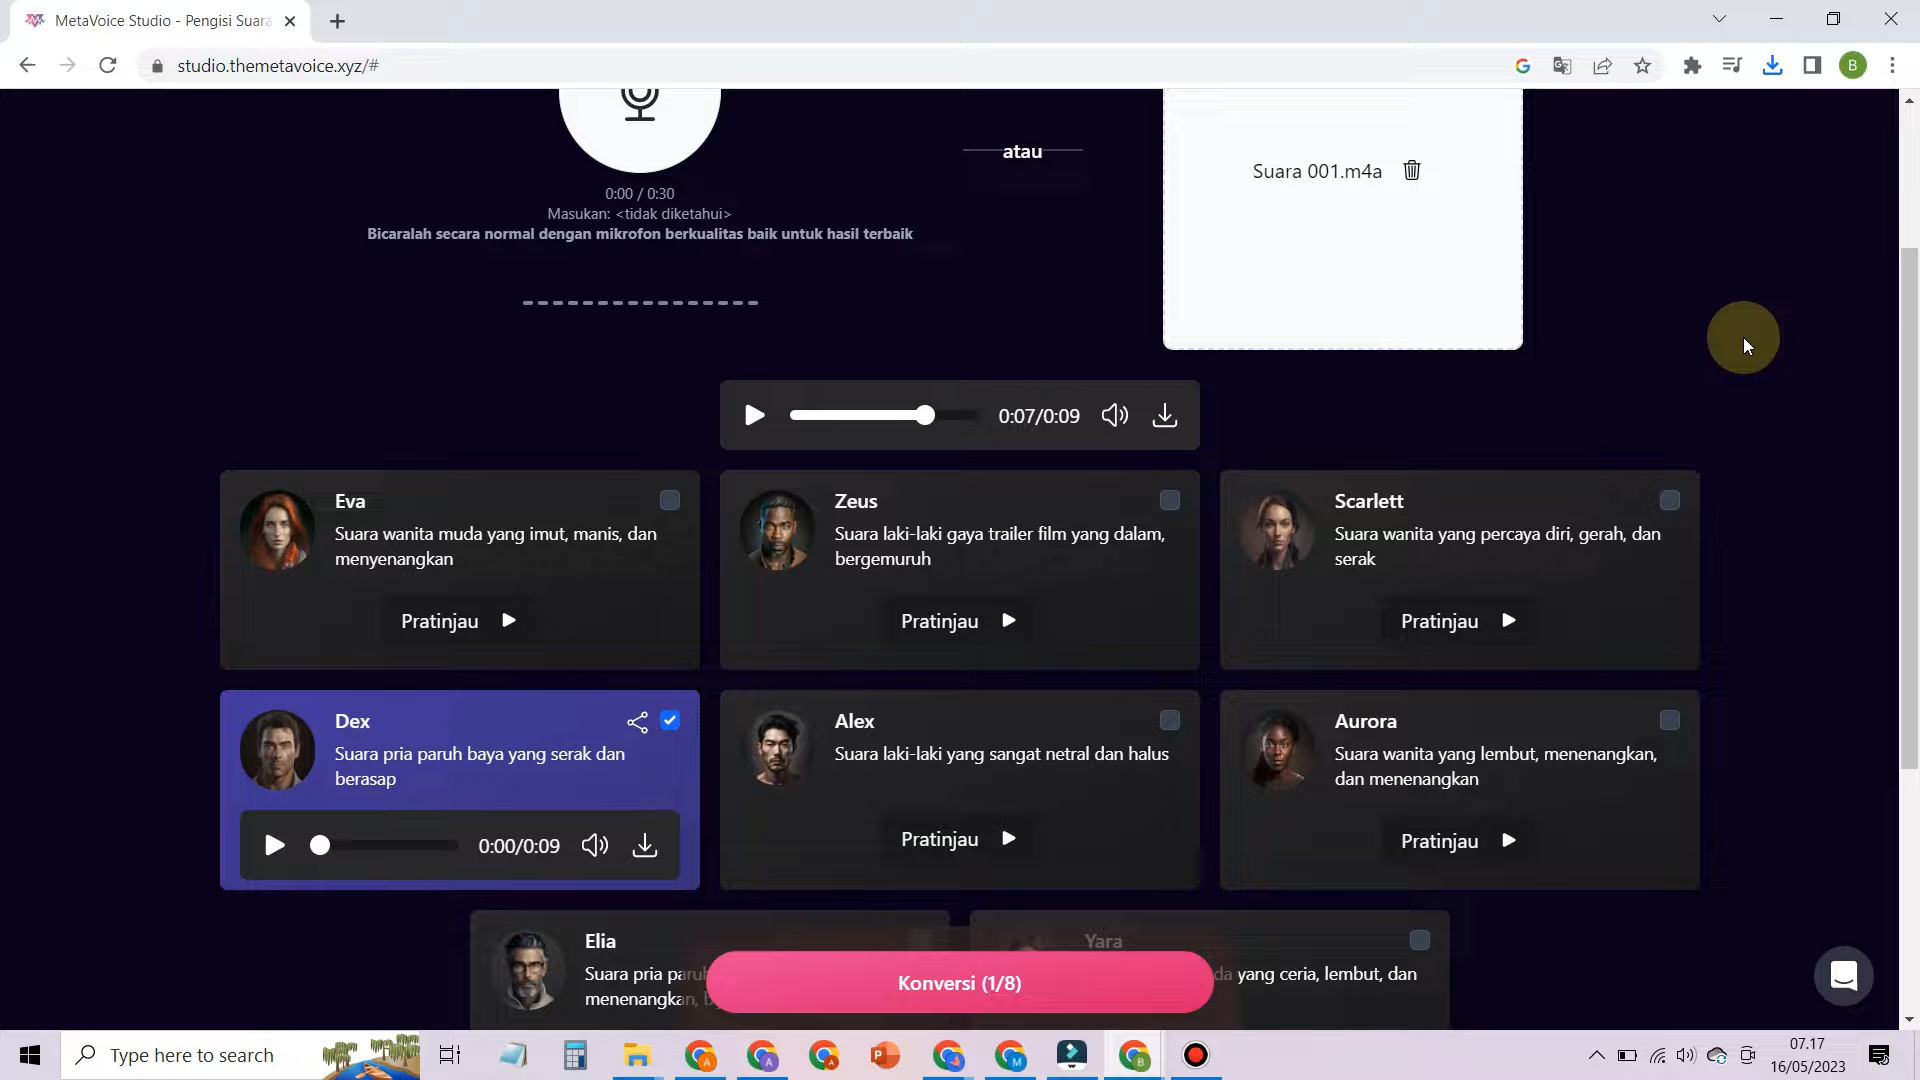 MetaVoice Studio - Pengisi Suara
studio.themetavoice.xyz/#
B
atau
Suara 001.m4a
0:00 / 0:30
Masukan: <tidak diketahui>
Bicaralah secara normal dengan mikrofon berkualitas baik untuk hasil terbaik
0:07/0:09
Eva
Suara wanita muda yang imut, manis, dan
menyenangkan
Pratinjau
Zeus
Suara laki-laki gaya trailer film yang dalam,
bergemuruh
Pratinjau
Scarlett
Suara wanita yang percaya diri, gerah, dan
serak
Pratinjau
Dex
Suara pria paruh baya yang serak dan
berasap
0:00/0:09
Alex
Suara laki-laki yang sangat netral dan halus
Pratinjau
Aurora
Suara wanita yang lembut, menenangkan,
dan menenangkan
Pratinjau
Elia
Suara pria
menenangkan,
Yara
yang ceria, lembut, dan
Konversi (1/8)
Type here to search
07.17
16/05/2023